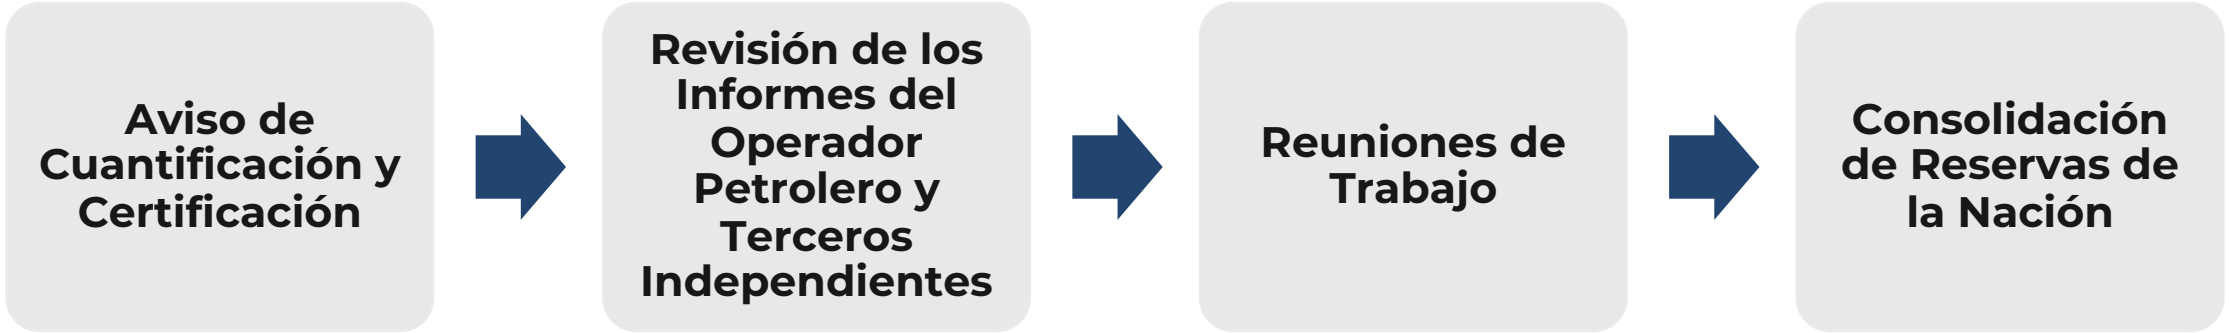 Aviso de
Cuantificación y
Certificación
Revisión de los
Informes del
Operador
Petrolero y
Terceros
Independientes
Reuniones de
Trabajo
Consolidación
de Reservas de
la Nación